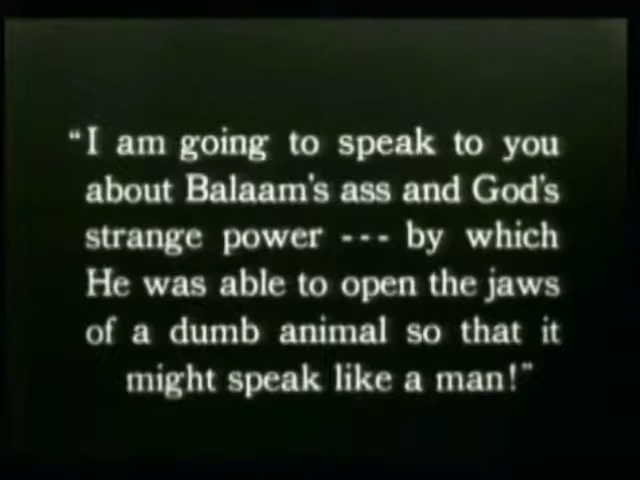 “I am going to speak to you
about Balaam's ass and God's
strange power --- by which
He was able to open the jaws
of a dumb animal so that it
might speak like a man!”